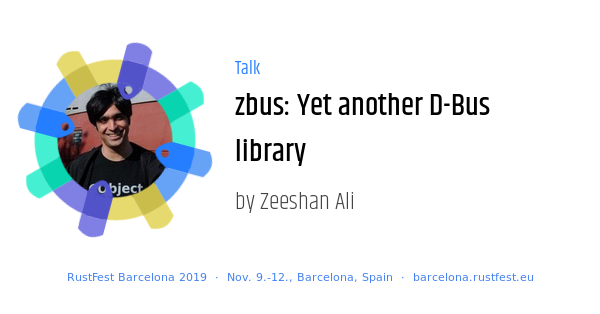 Talk
zbus: Yet another D-Bus
library
by Zeeshan Ali
GObject
RustFest Barcelona 2019 · Nov. 9.-12., Barcelona, Spain · barcelona.rustfest.eu